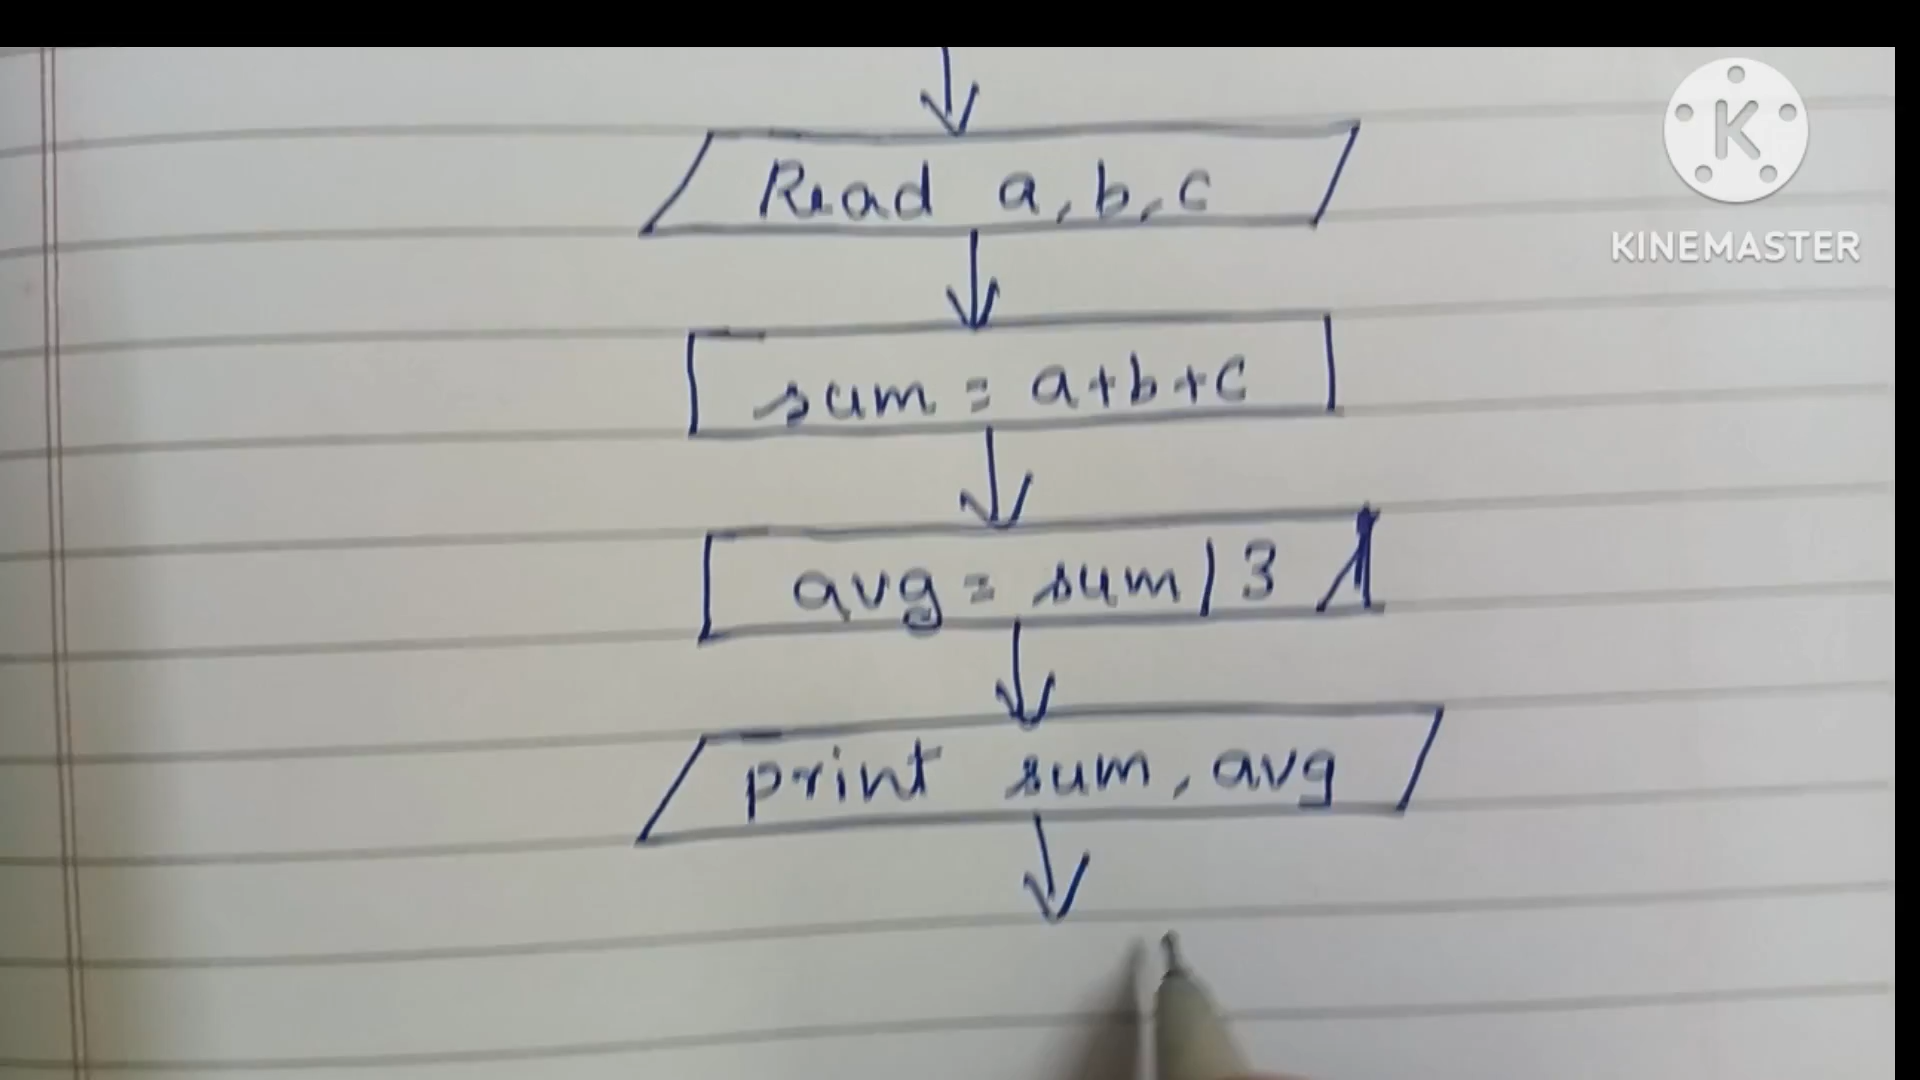 Read a, b, c
sum = a+b+c
avg = sum / 3
print sum, avg
K
KINEMASTER